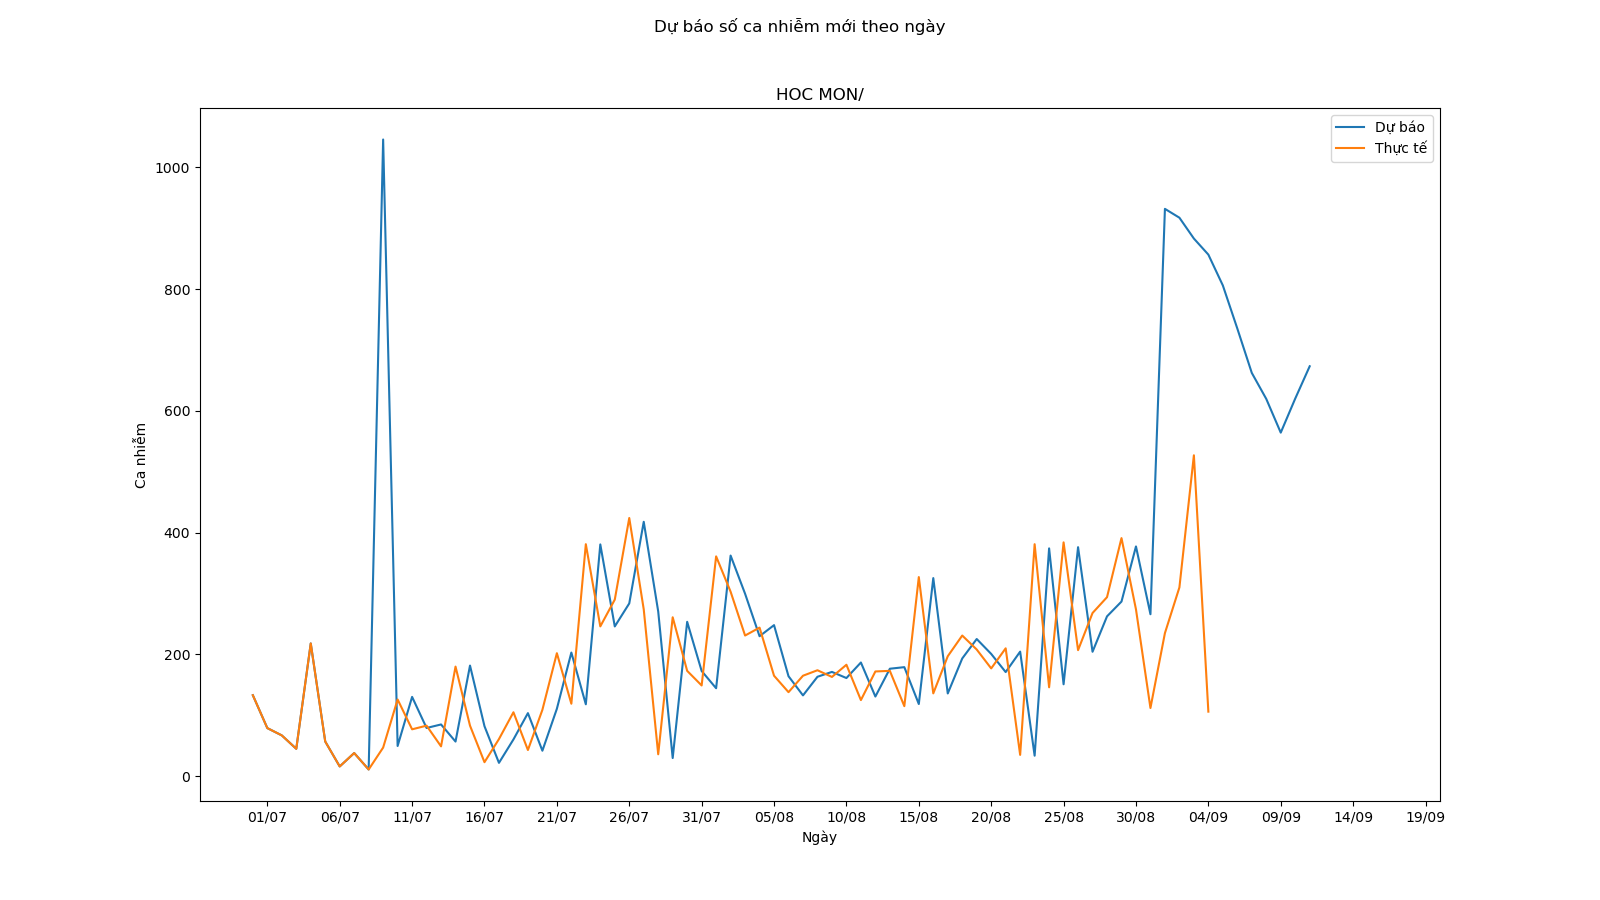 Dự báo số ca nhiễm mới theo ngày
HOC MON/
Dự báo
Thực tế
1000
800
600
400
200
0
Ca nhiễm
01/07 06/07 11/07 16/07 21/07 26/07 31/07 05/08 10/08 15/08 20/08 25/08 30/08 04/09 09/09 14/09 19/09
Ngày